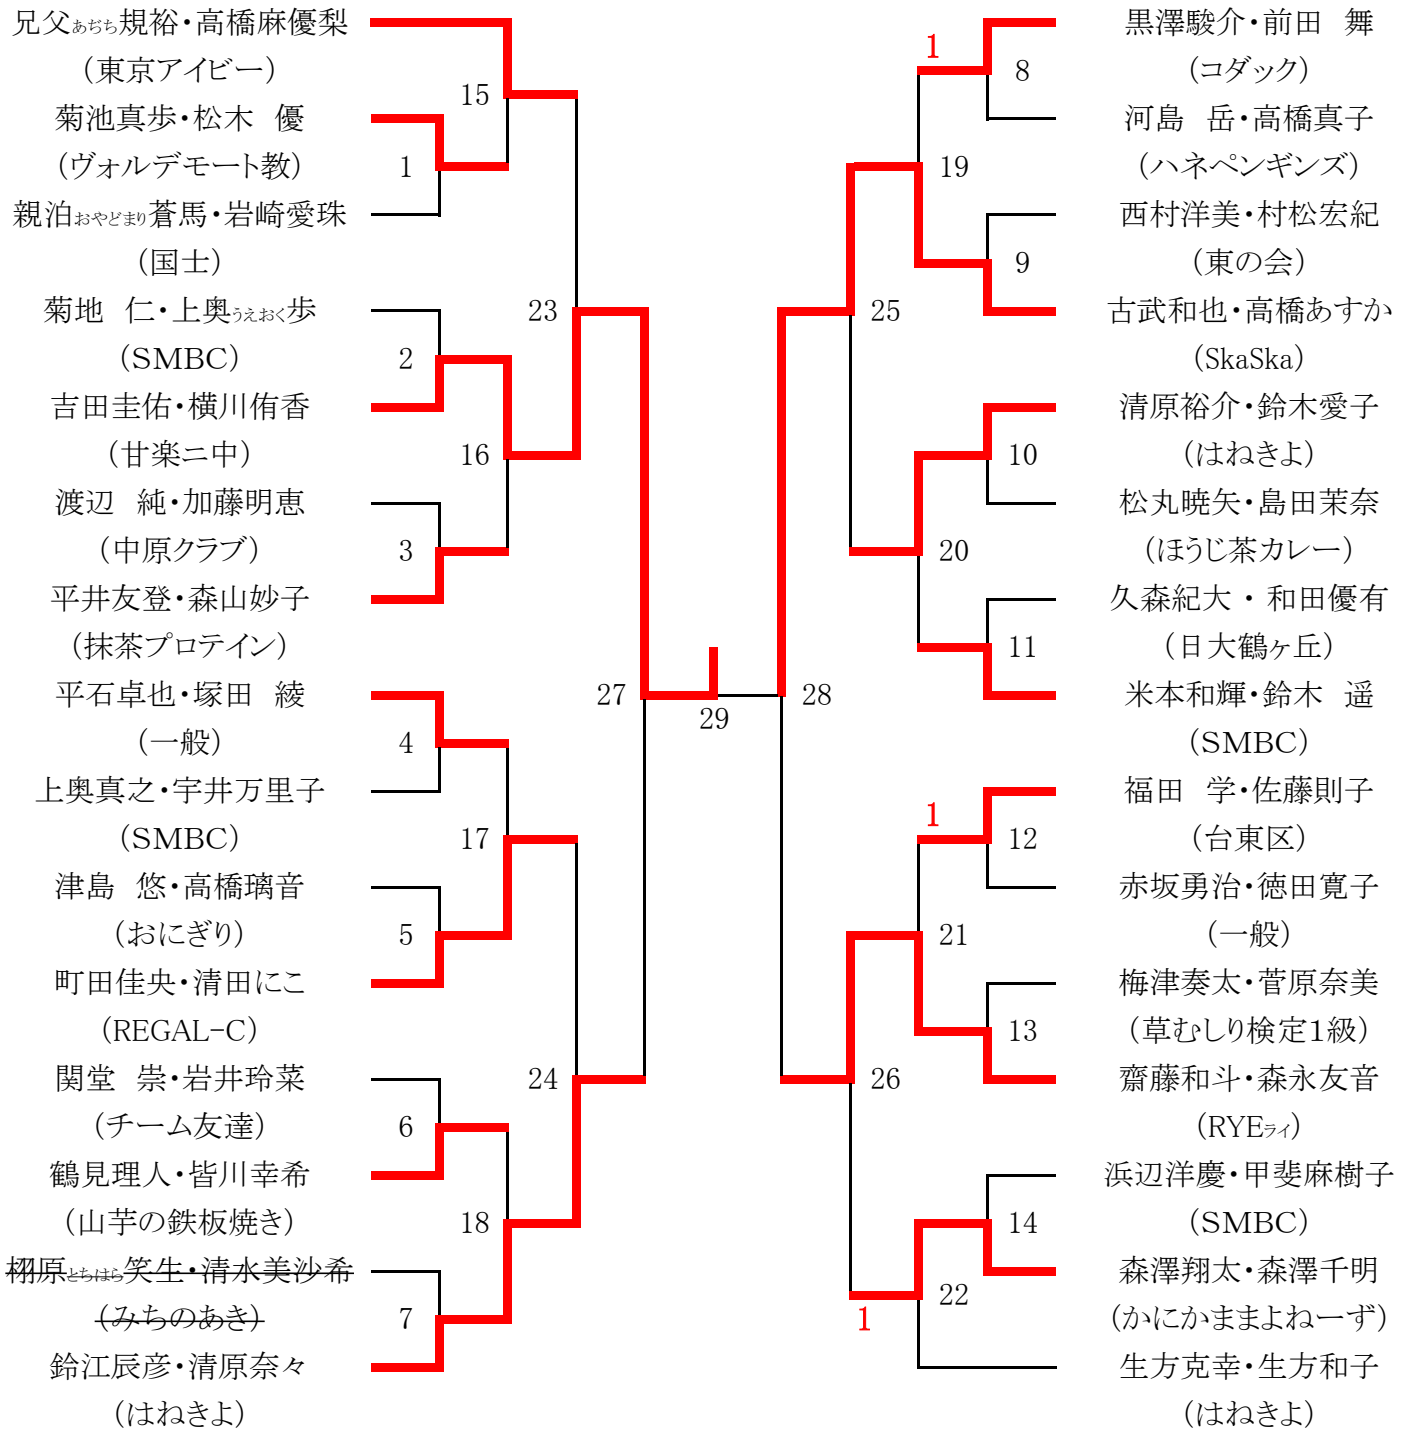 兄父あぢち規裕・高橋麻優梨
（東京アイビー）
菊池真歩・松木　優
（ヴォルデモート教）
親泊おやどまり蒼馬・岩崎愛珠
（国士）
菊地　仁・上奥うえおく歩
（SMBC）
吉田圭佑・横川侑香
（甘楽ニ中）
渡辺　純・加藤明恵
（中原クラブ）
平井友登・森山妙子
（抹茶プロテイン）
平石卓也・塚田　綾
（一般）
上奥真之・宇井万里子
（SMBC）
津島　悠・高橋璃音
（おにぎり）
町田佳央・清田にこ
（REGAL-C）
関堂　崇・岩井玲菜
（チーム友達）
鶴見理人・皆川幸希
（山芋の鉄板焼き）
栩原とちはら笑生・清水美沙希
（みちのあき）
鈴江辰彦・清原奈々
（はねきよ）
1
2
3
4
5
6
7
15
16
17
18
23
24
27
29
28
25
26
1
19
20
1
21
22
1
8
9
10
11
12
13
14
黒澤駿介・前田　舞
（コダック）
河島　岳・高橋真子
（ハネペンギンズ）
西村洋美・村松宏紀
（東の会）
古武和也・高橋あすか
（SkaSka）
清原裕介・鈴木愛子
（はねきよ）
松丸暁矢・島田茉奈
（ほうじ茶カレー）
久森紀大 ・ 和田優有
（日大鶴ヶ丘）
米本和輝・鈴木　遥
（SMBC）
福田　学・佐藤則子
（台東区）
赤坂勇治・徳田寛子
（一般）
梅津奏太・菅原奈美
（草むしり検定1級）
齋藤和斗・森永友音
（RYEライ）
浜辺洋慶・甲斐麻樹子
（SMBC）
森澤翔太・森澤千明
（かにかままよねーず）
生方克幸・生方和子
（はねきよ）